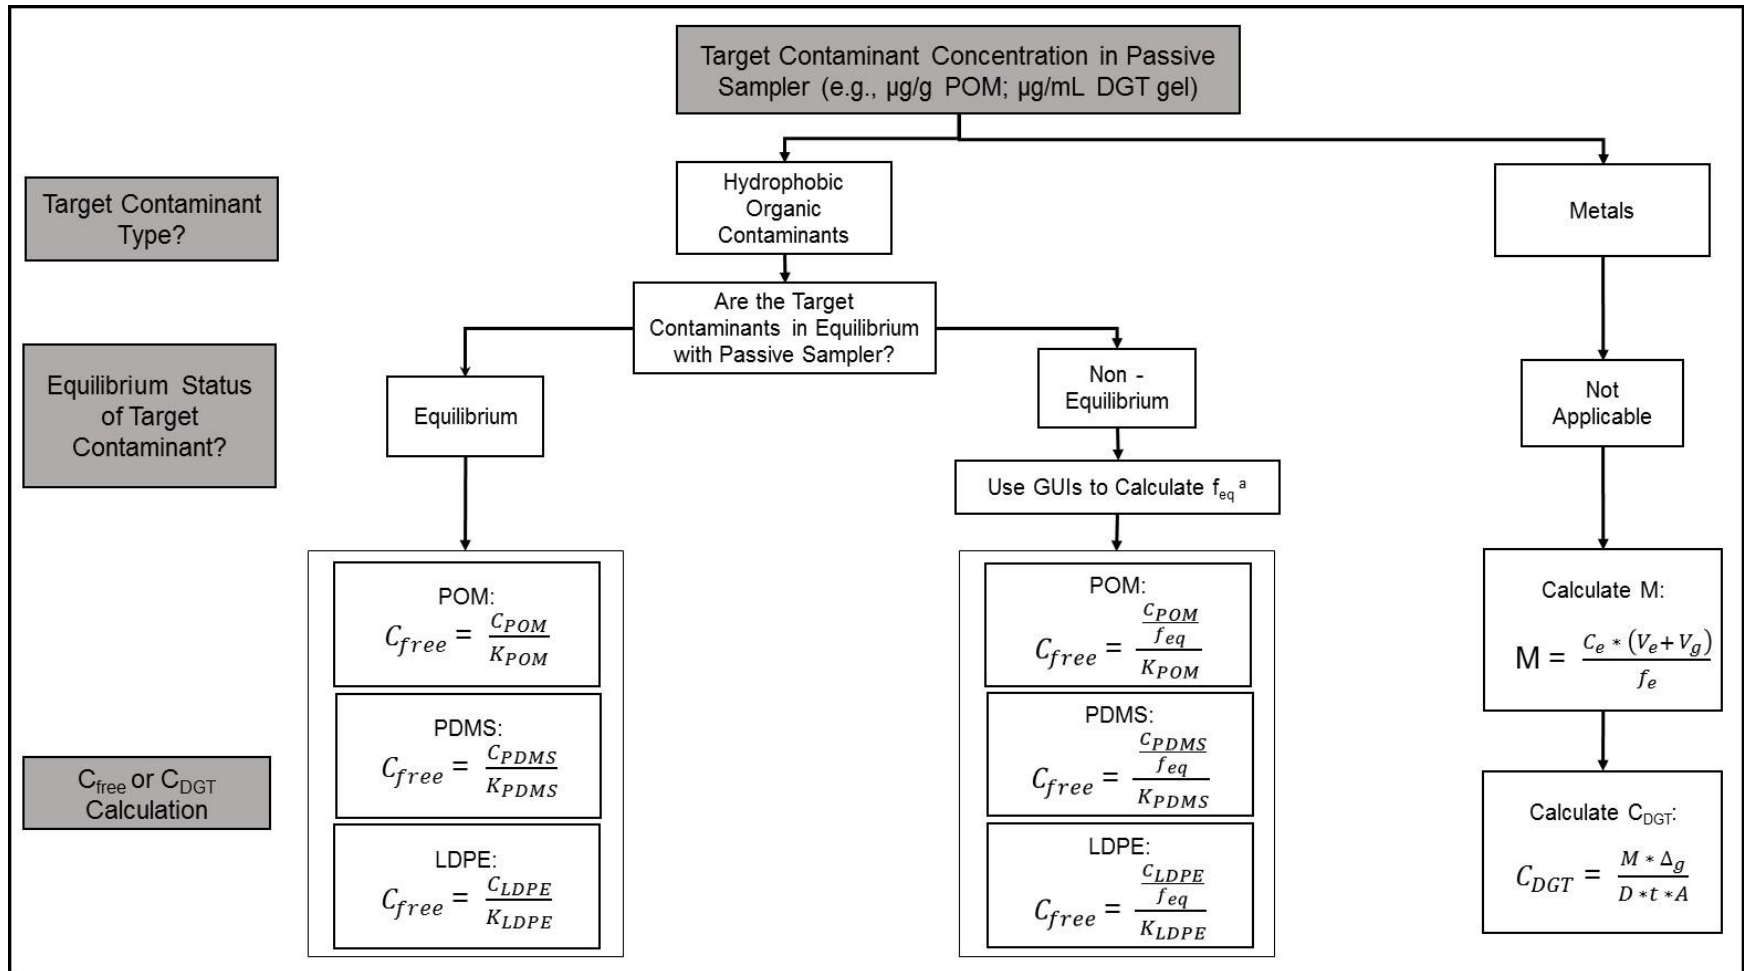 Target Contaminant Concentration in Passive
Sampler (e.g., µg/g POM; µg/mL DGT gel)
Target Contaminant
Type?
Hydrophobic
Organic
Contaminants
Metals
Are the Target
Contaminants in Equilibrium
with Passive Sampler?
Equilibrium Status
of Target
Contaminant?
Equilibrium
Non -
Equilibrium
Not
Applicable
Use GUIs to Calculate f_eq ^a
POM:
C_free = C_POM / K_POM
PDMS:
C_free = C_PDMS / K_PDMS
LDPE:
C_free = C_LDPE / K_LDPE
POM:
C_free = (C_POM / f_eq) / K_POM
PDMS:
C_free = (C_PDMS / f_eq) / K_PDMS
LDPE:
C_free = (C_LDPE / f_eq) / K_LDPE
Calculate M:
M = C_e * (V_e + V_g) / f_e
C_free or C_DGT
Calculation
Calculate C_DGT:
C_DGT = M * Δ_g / D * t * A